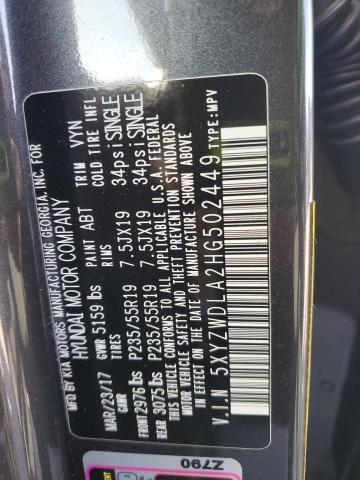 MFD BY KIA MOTORS MANUFACTURING GEORGIA, INC. FOR
HYUNDAI MOTOR COMPANY
MAR/23/17 GVWR 5159 lbs PAINT ABT TRIM VYN
GAWR TIRES RIMS COLD TIRE INFL
FRONT 2976 lbs P235/55R19 7.5JX19 34psi SINGLE
REAR 3075 lbs P235/55R19 7.5JX19 34psi SINGLE
THIS VEHICLE CONFORMS TO ALL APPLICABLE U.S.A. FEDERAL
MOTOR VEHICLE SAFETY AND THEFT PREVENTION STANDARDS
IN EFFECT ON THE DATE OF MANUFACTURE SHOWN ABOVE
V.I.N 5XYZWDLA2HG502449 TYPE:MPV
Z790